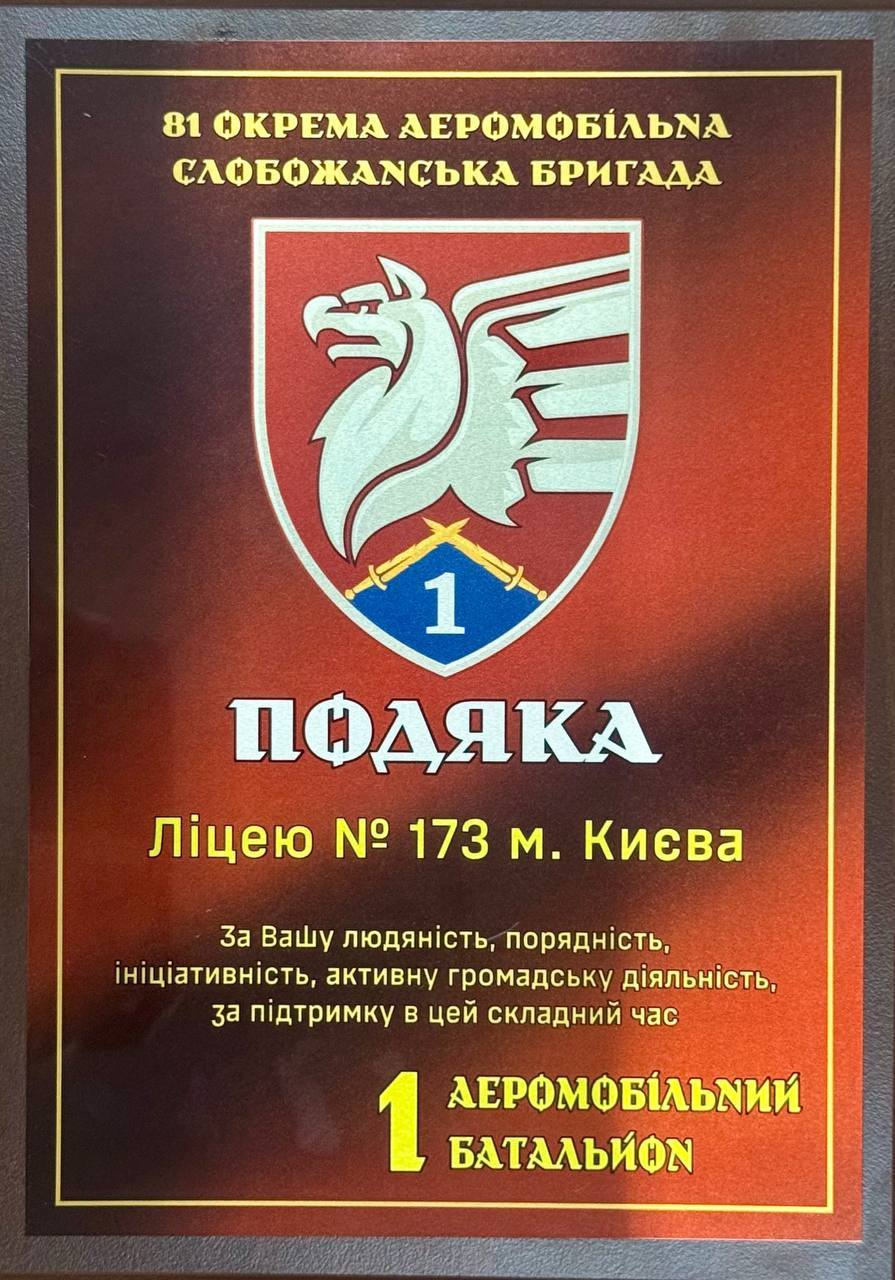 81 ОКРЕМА АЕРОМОБІЛЬНА
СЛОБОЖАНСЬКА БРИГАДА
1
ПОДЯКА
Ліцею № 173 м. Києва
За Вашу людяність, порядність,
ініціативність, активну громадську діяльність,
за підтримку в цей складний час
1 АЕРОМОБІЛЬНИЙ
БАТАЛЬЙОН